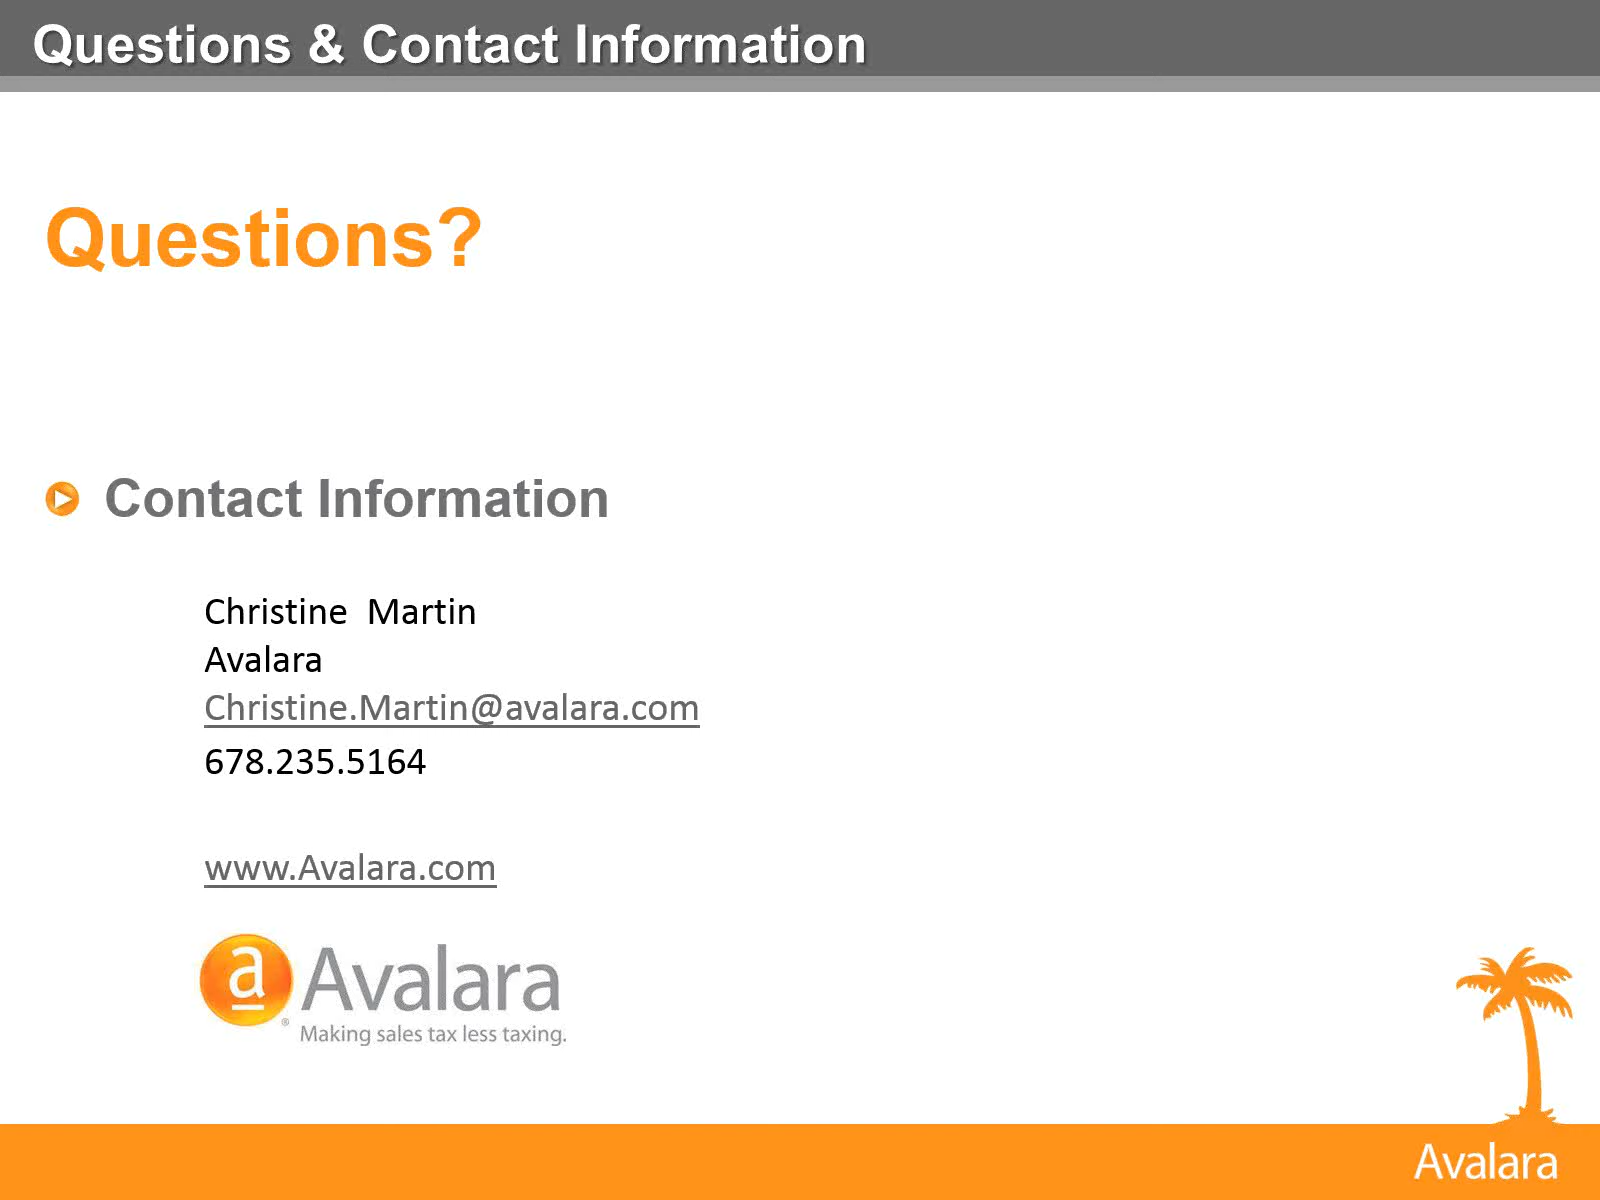 Questions & Contact Information
Questions?
Contact Information
Christine Martin
Avalara
Christine.Martin@avalara.com
678.235.5164
www.Avalara.com
a Avalara
® Making sales tax less taxing.
Avalara